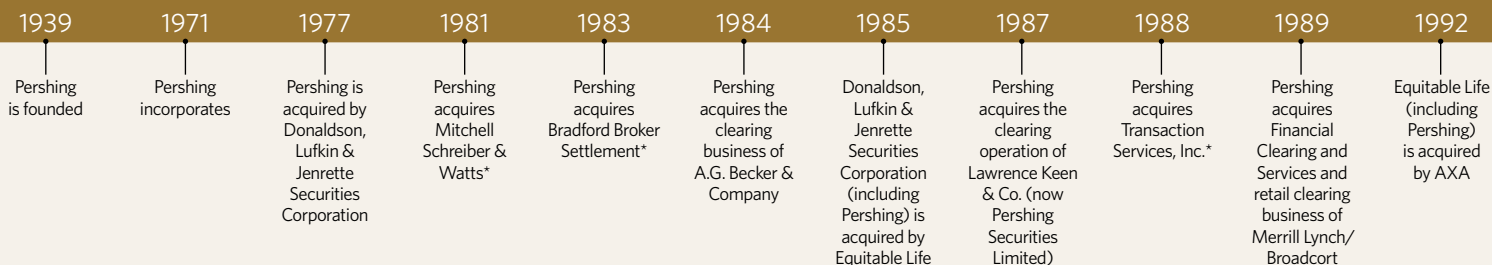 1939
Pershing
is founded
1971
Pershing
incorporates
1977
Pershing is
acquired by
Donaldson,
Lufkin &
Jenrette
Securities
Corporation
1981
Pershing
acquires
Mitchell
Schreiber &
Watts*
1983
Pershing
acquires
Bradford Broker
Settlement*
1984
Pershing
acquires the
clearing
business of
A.G. Becker &
Company
1985
Donaldson,
Lufkin &
Jenrette
Securities
Corporation
(including
Pershing) is
acquired by
Equitable Life
1987
Pershing
acquires the
clearing
operation of
Lawrence Keen
& Co. (now
Pershing
Securities
Limited)
1988
Pershing
acquires
Transaction
Services, Inc.*
1989
Pershing
acquires
Financial
Clearing and
Services and
retail clearing
business of
Merrill Lynch/
Broadcort
1992
Equitable Life
(including
Pershing)
is acquired
by AXA